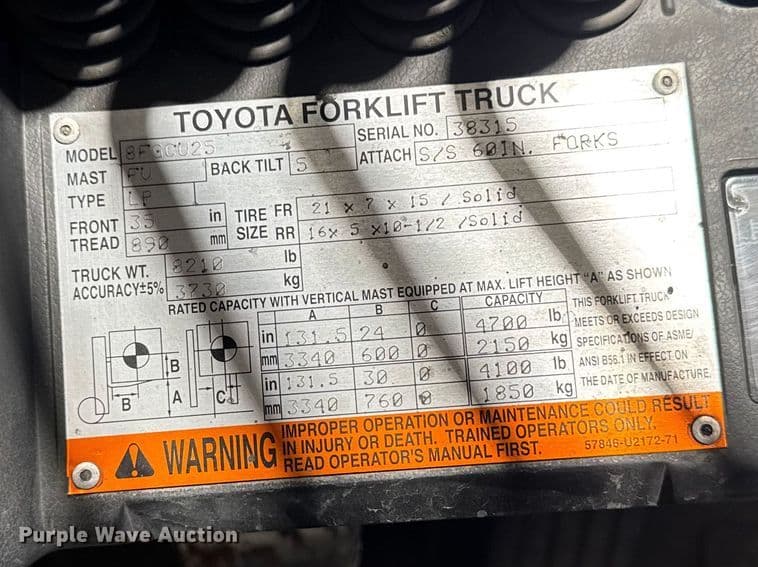 TOYOTA FORKLIFT TRUCK
MODEL 8FGCU25 SERIAL NO. 38315
MAST FV BACK TILT 5 ATTACH S/S 60IN. FORKS
TYPE LP
FRONT TREAD 35 in 890 mm
TIRE SIZE FR 21 x 7 x 15 / Solid
RR 16x 5 x10-1/2 /Solid
TRUCK WT. ACCURACY±5% 8210 lb
3730 kg
RATED CAPACITY WITH VERTICAL MAST EQUIPPED AT MAX. LIFT HEIGHT "A" AS SHOWN
A B C CAPACITY
in 131.5 24 0 4700 lb
mm 3340 600 0 2150 kg
in 131.5 30 0 4100 lb
mm 3340 760 0 1850 kg
B B A C
THIS FORKLIFT TRUCK
MEETS OR EXCEEDS DESIGN
SPECIFICATIONS OF ASME/
ANSI B56.1 IN EFFECT ON
THE DATE OF MANUFACTURE.
WARNING
IMPROPER OPERATION OR MAINTENANCE COULD RESULT
IN INJURY OR DEATH. TRAINED OPERATORS ONLY.
READ OPERATOR'S MANUAL FIRST.
57846-U2172-71
Purple Wave Auction